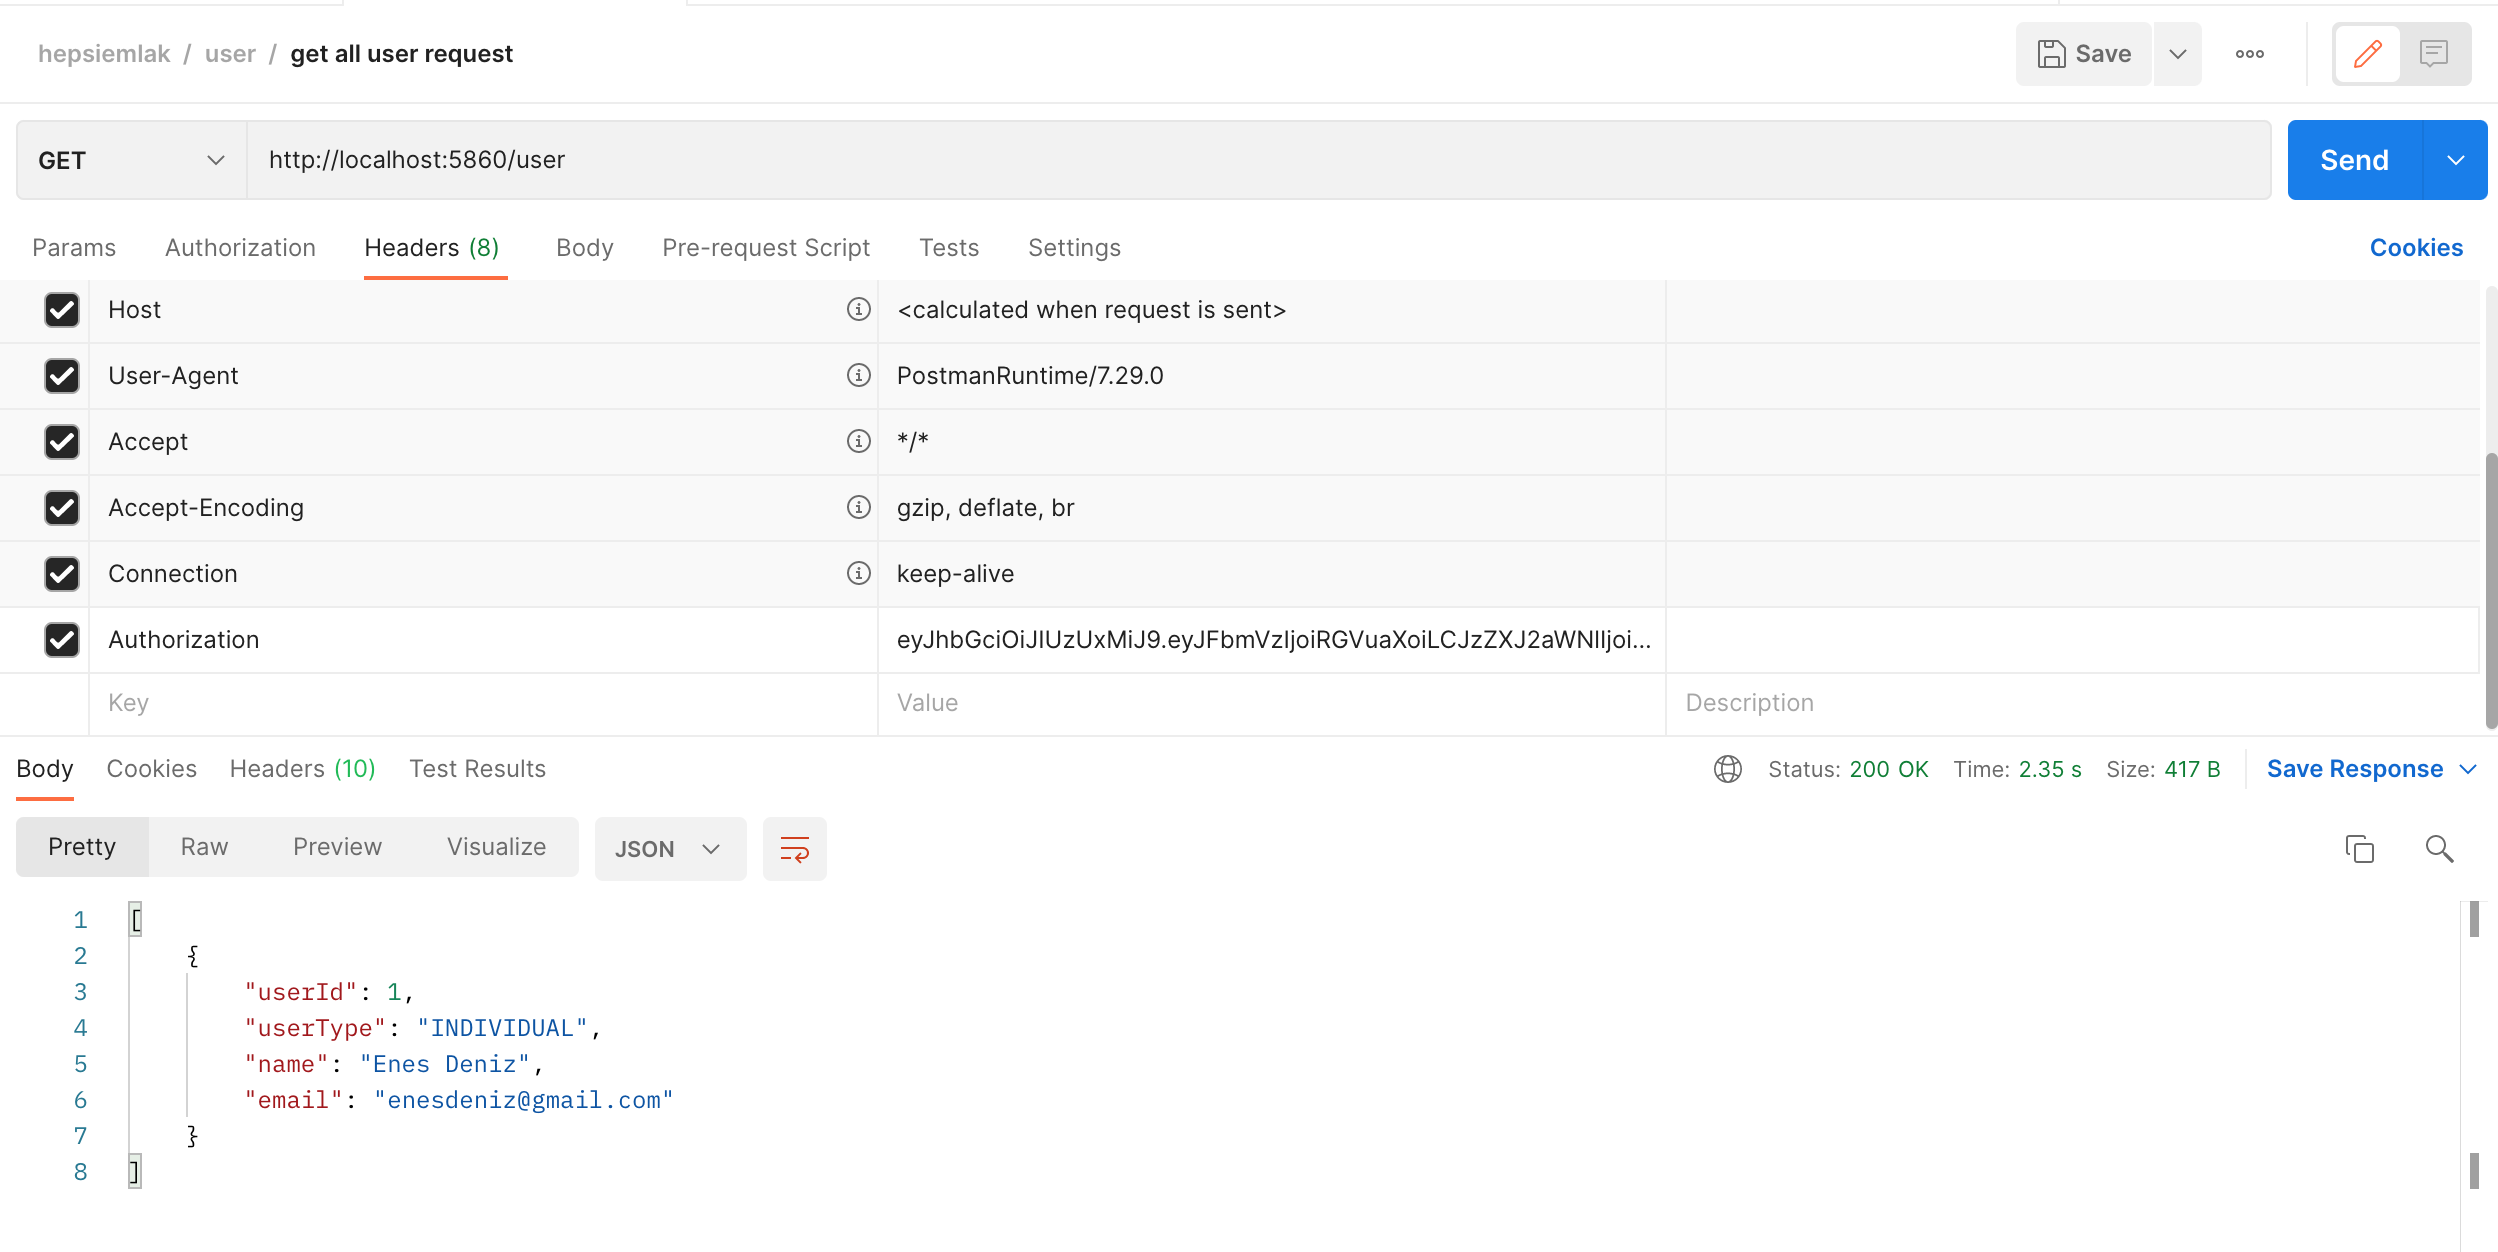 hepsiemlak / user / get all user request
Save
GET http://localhost:5860/user Send
Params Authorization Headers (8) Body Pre-request Script Tests Settings Cookies
Host <calculated when request is sent>
User-Agent PostmanRuntime/7.29.0
Accept */*
Accept-Encoding gzip, deflate, br
Connection keep-alive
Authorization eyJhbGciOiJIUzUxMiJ9.eyJFbmVzIjoiRGVuaXoiLCJzZXJ2aWNlIjoi...
Key Value Description
Body Cookies Headers (10) Test Results Status: 200 OK Time: 2.35 s Size: 417 B Save Response
Pretty Raw Preview Visualize JSON
1 [
2 {
3 "userId": 1,
4 "userType": "INDIVIDUAL",
5 "name": "Enes Deniz",
6 "email": "enesdeniz@gmail.com"
7 }
8 ]